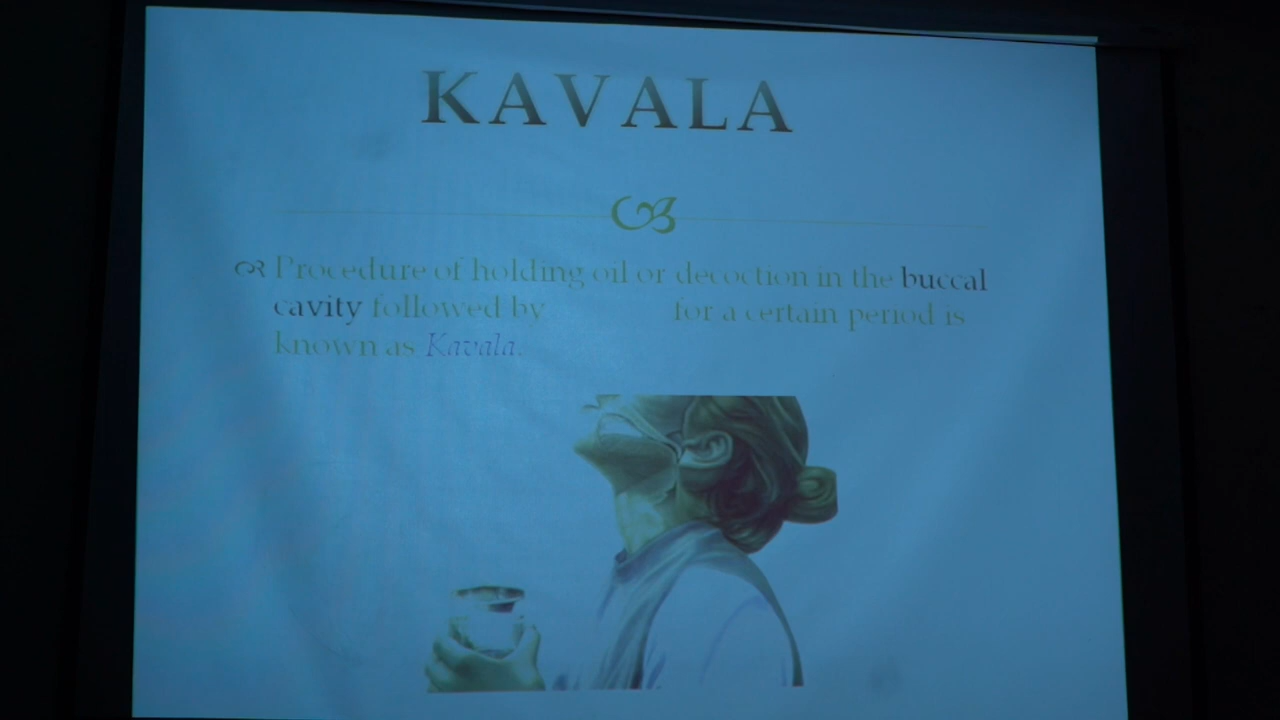 KAVALA
Procedure of holding oil or decoction in the buccal
cavity followed by for a certain period is
known as Kavala.